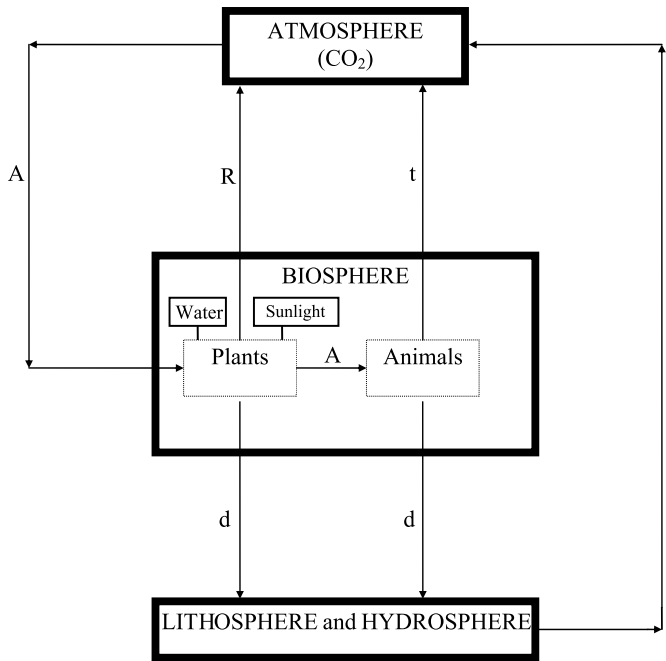 ATMOSPHERE
(CO₂)
A
R
t
BIOSPHERE
Water
Sunlight
Plants
A
Animals
d
d
LITHOSPHERE and HYDROSPHERE